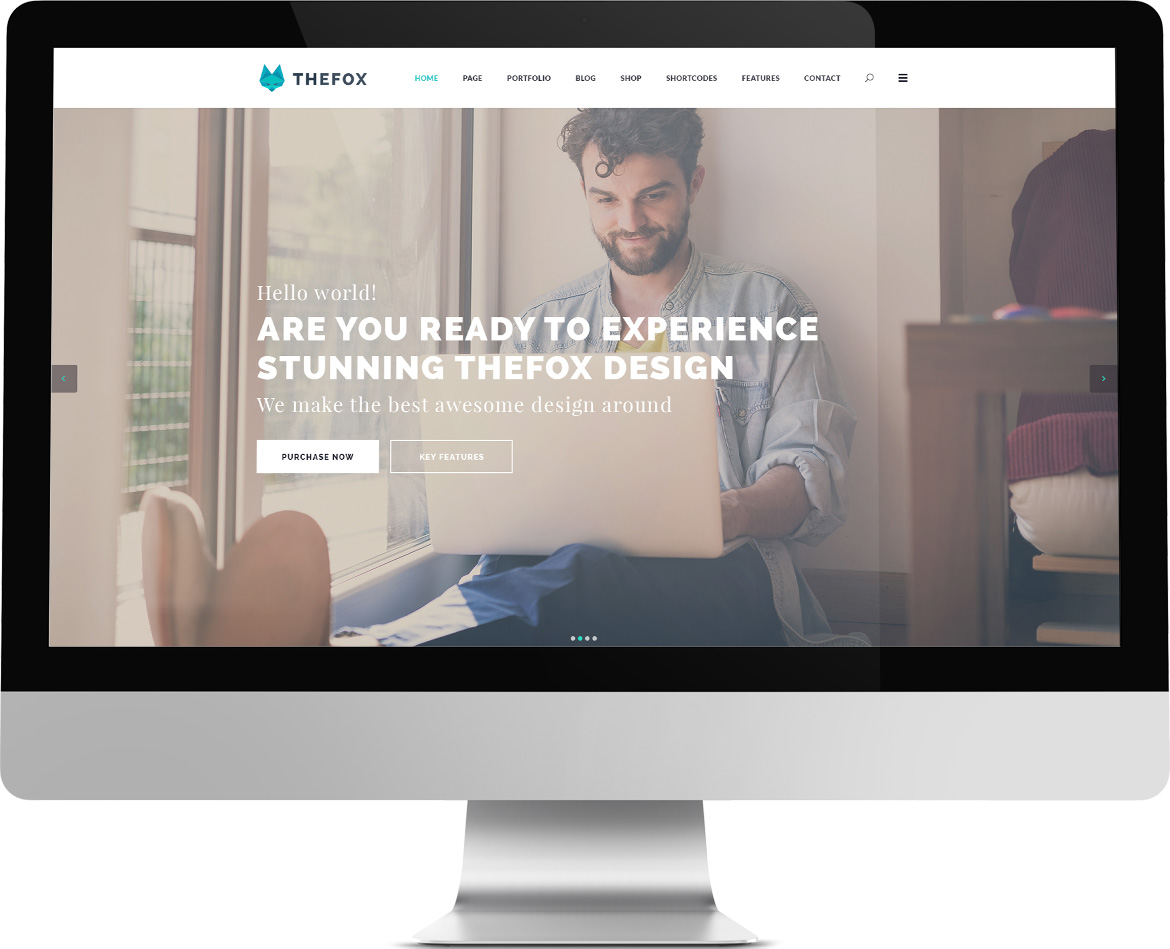 THEFOX
HOME PAGE PORTFOLIO BLOG SHOP SHORTCODES FEATURES CONTACT
Hello world!
ARE YOU READY TO EXPERIENCE
STUNNING THEFOX DESIGN
We make the best awesome design around
PURCHASE NOW KEY FEATURES